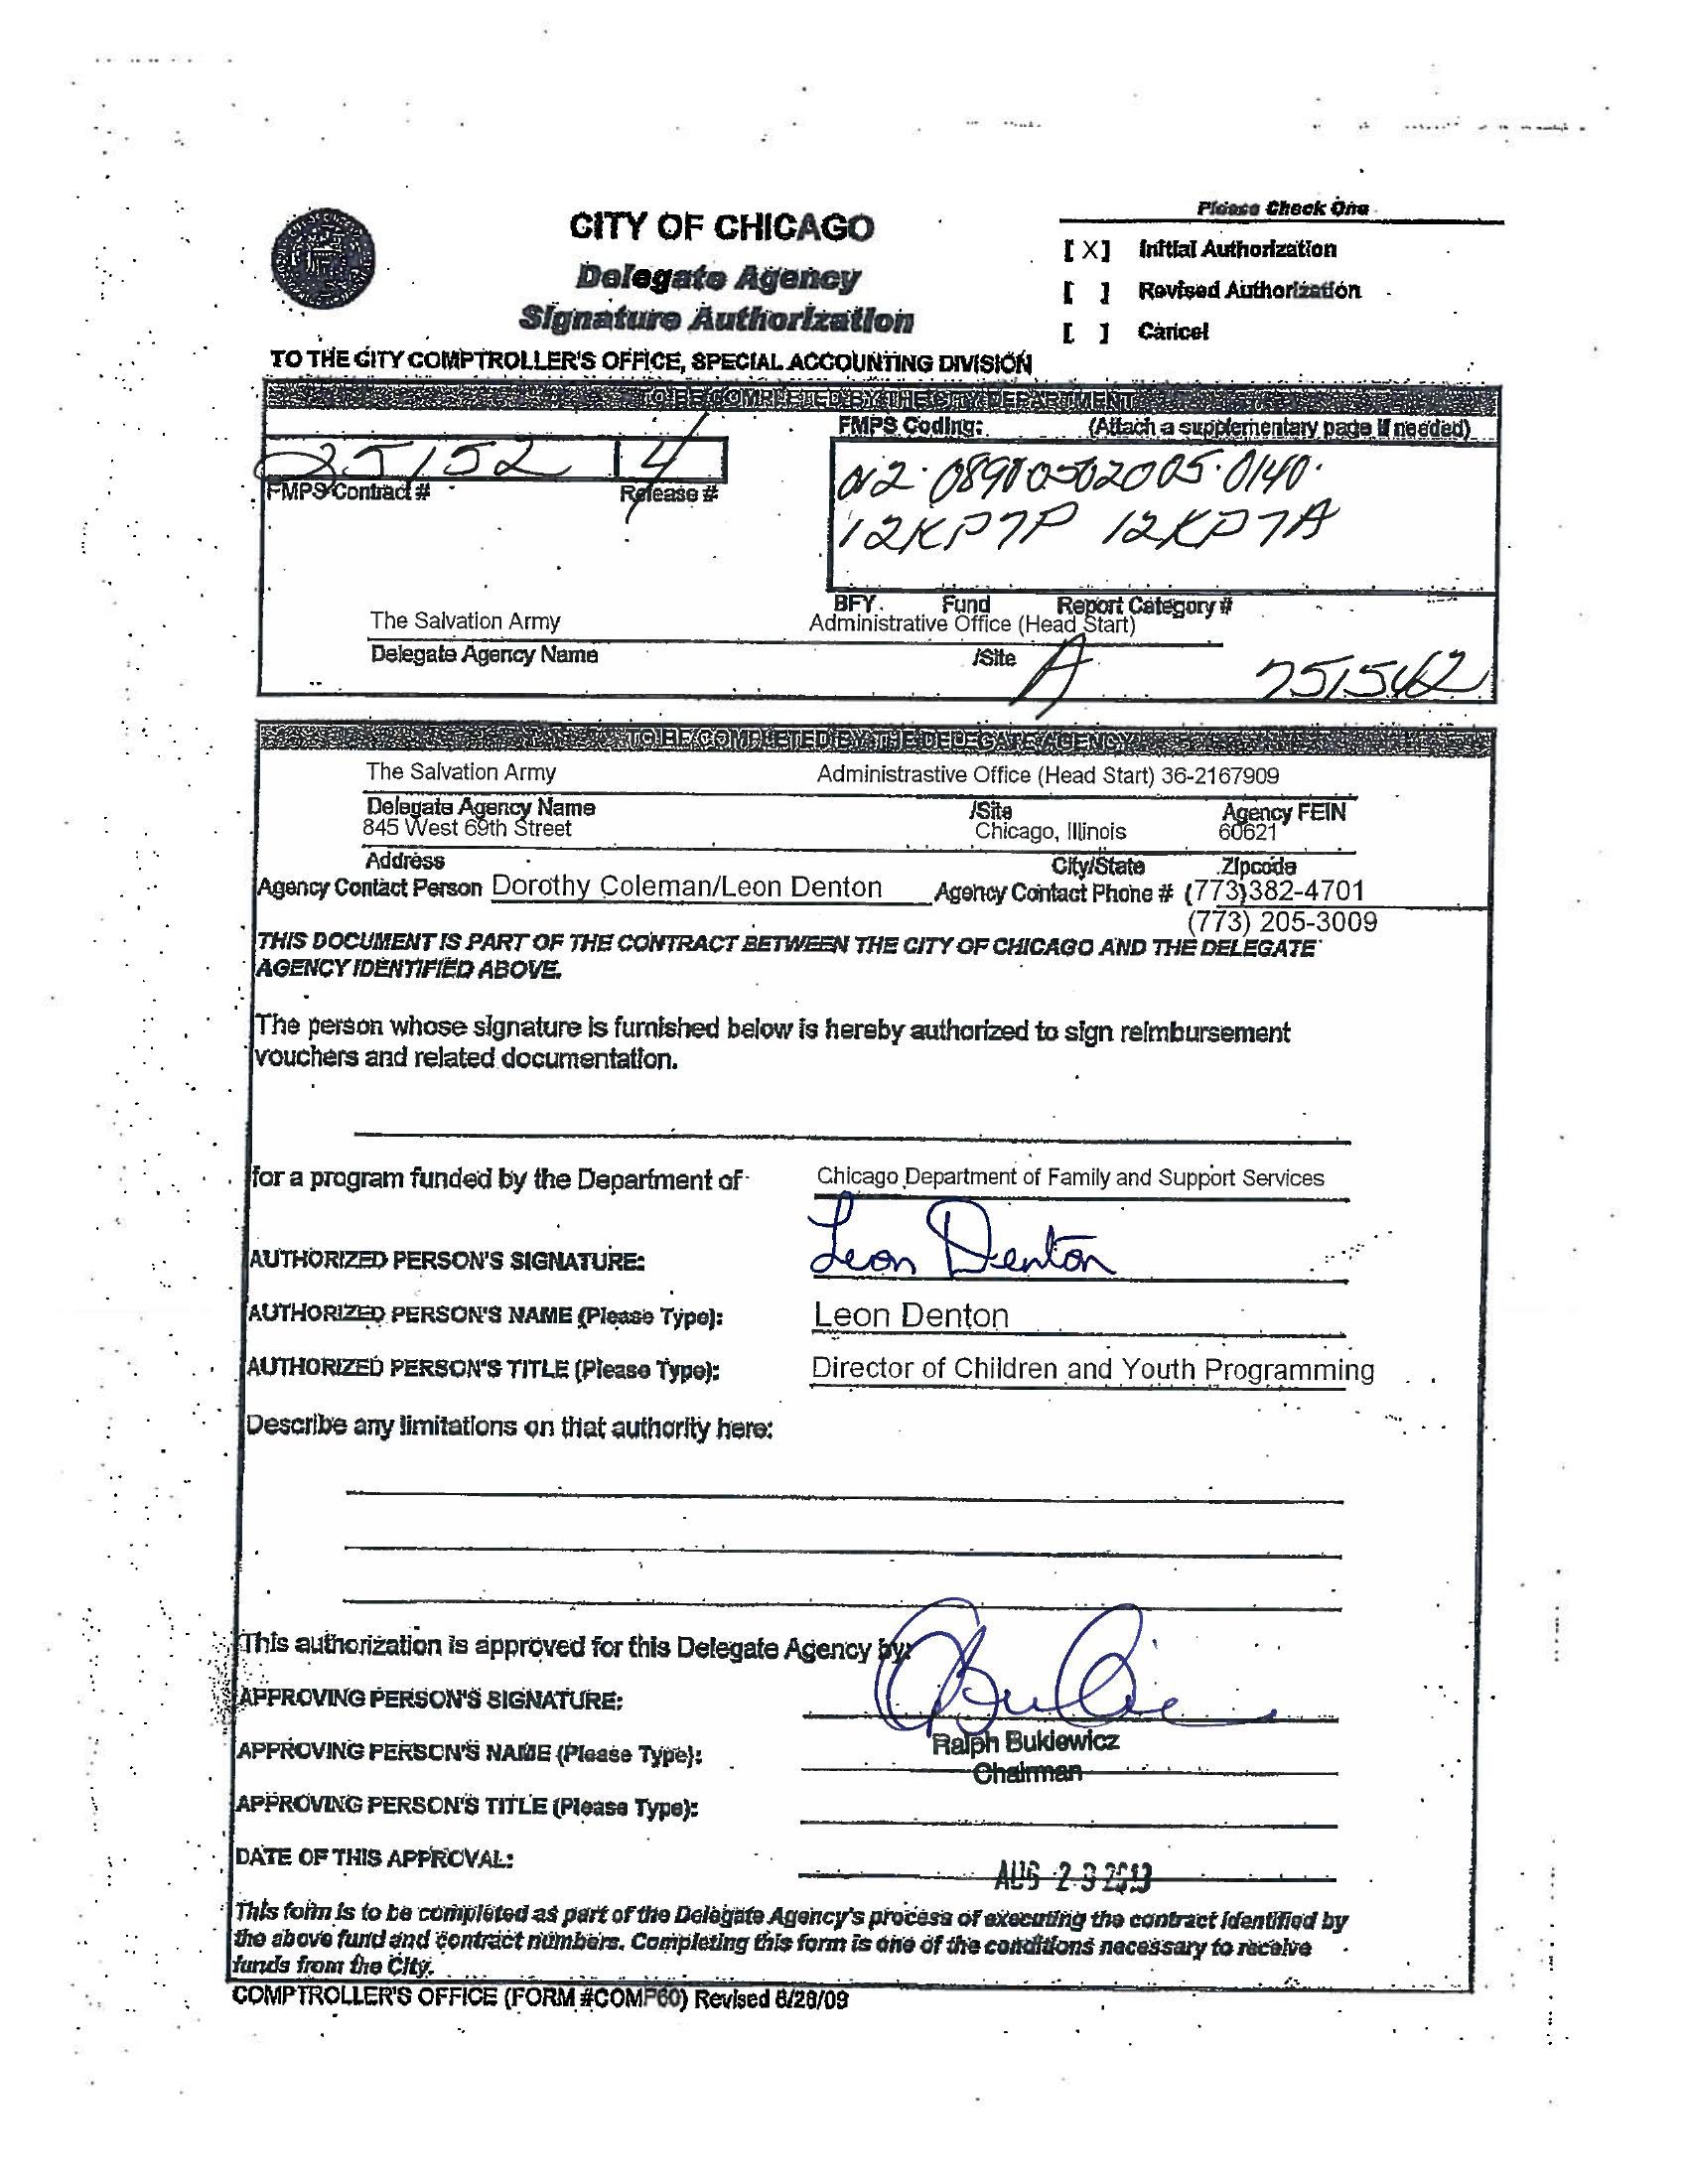 CITY OF CHICAGO
Delegate Agency
Signature Authorization
Please Check One
[ X ] Initial Authorization
[ ] Revised Authorization
[ ] Cancel
TO THE CITY COMPTROLLER'S OFFICE, SPECIAL ACCOUNTING DIVISION
TO BE COMPLETED BY THE CITY DEPARTMENT
FMPS Coding: (Attach a supplementary page if needed)
25152 4
FMPS Contract # Release #
12KP7P 12KP7A
BFY Fund Report Category #
The Salvation Army Administrative Office (Head Start)
Delegate Agency Name /Site A
TO BE COMPLETED BY THE DELEGATE AGENCY
The Salvation Army Administrastive Office (Head Start) 36-2167909
Delegate Agency Name /Site Agency FEIN
845 West 69th Street Chicago, Illinois 60621
Address City/State Zipcode
Agency Contact Person Dorothy Coleman/Leon Denton Agency Contact Phone # (773)382-4701
(773) 205-3009
THIS DOCUMENT IS PART OF THE CONTRACT BETWEEN THE CITY OF CHICAGO AND THE DELEGATE
AGENCY IDENTIFIED ABOVE.
The person whose signature is furnished below is hereby authorized to sign reimbursement
vouchers and related documentation.
for a program funded by the Department of Chicago Department of Family and Support Services
AUTHORIZED PERSON'S SIGNATURE: Leon Denton
AUTHORIZED PERSON'S NAME (Please Type): Leon Denton
AUTHORIZED PERSON'S TITLE (Please Type): Director of Children and Youth Programming
Describe any limitations on that authority here:
This authorization is approved for this Delegate Agency by:
APPROVING PERSON'S SIGNATURE:
Ralph Bukiewicz
APPROVING PERSON'S NAME (Please Type):
Chairman
APPROVING PERSON'S TITLE (Please Type):
DATE OF THIS APPROVAL: AUG 23 2013
This form is to be completed as part of the Delegate Agency's process of executing the contract identified by
the above fund and contract numbers. Completing this form is one of the conditions necessary to receive
funds from the City.
COMPTROLLER'S OFFICE (FORM #COMP60) Revised 8/28/09